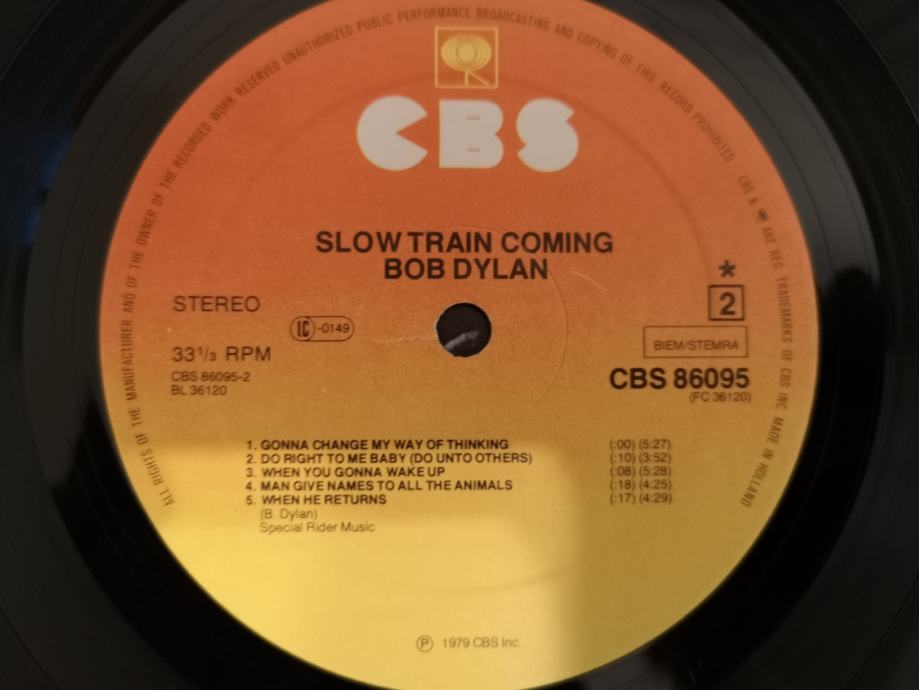 ALL RIGHTS OF THE MANUFACTURER AND OF THE OWNER OF THE RECORDED WORK RESERVED UNAUTHORIZED PUBLIC PERFORMANCE BROADCASTING AND COPYING OF THIS RECORD PROHIBITED CBS & ARE REG. TRADEMARKS OF CBS INC. MADE IN HOLLAND
CBS
SLOW TRAIN COMING
BOB DYLAN
*
STEREO
2
IC -0149
BIEM/STEMRA
33 1/3 RPM
CBS 86095-2
CBS 86095
BL 36120
(FC 36120)
1. GONNA CHANGE MY WAY OF THINKING (:00) (5:27)
2. DO RIGHT TO ME BABY (DO UNTO OTHERS) (:10) (3:52)
3. WHEN YOU GONNA WAKE UP (:08) (5:28)
4. MAN GIVE NAMES TO ALL THE ANIMALS (:18) (4:25)
5. WHEN HE RETURNS (:17) (4:29)
(B. Dylan)
Special Rider Music
Ⓟ 1979 CBS Inc.